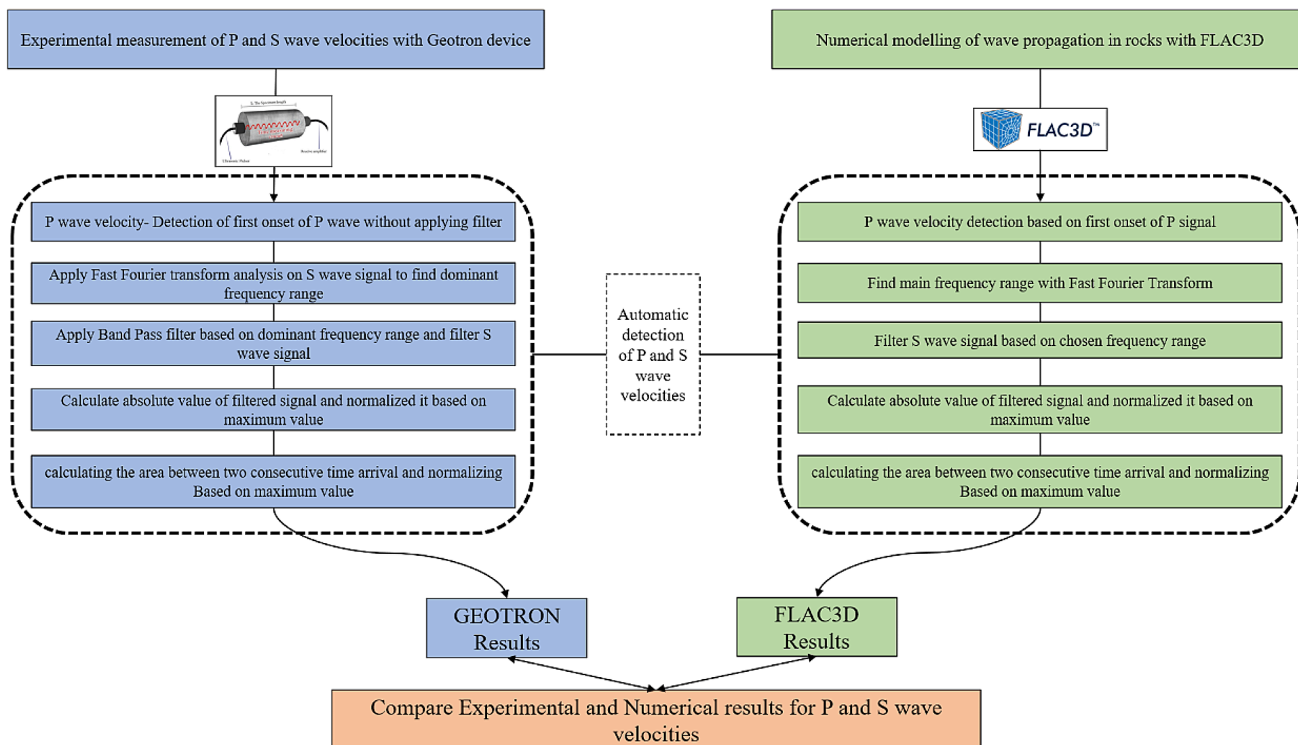 Experimental measurement of P and S wave velocities with Geotron device
Numerical modelling of wave propagation in rocks with FLAC3D
FLAC3D™
P wave velocity- Detection of first onset of P wave without applying filter
Apply Fast Fourier transform analysis on S wave signal to find dominant
frequency range
Apply Band Pass filter based on dominant frequency range and filter S
wave signal
Calculate absolute value of filtered signal and normalized it based on
maximum value
calculating the area between two consecutive time arrival and normalizing
Based on maximum value
Automatic
detection
of P and S
wave
velocities
P wave velocity detection based on first onset of P signal
Find main frequency range with Fast Fourier Transform
Filter S wave signal based on chosen frequency range
Calculate absolute value of filtered signal and normalized it based on
maximum value
calculating the area between two consecutive time arrival and normalizing
Based on maximum value
GEOTRON
Results
FLAC3D
Results
Compare Experimental and Numerical results for P and S wave
velocities